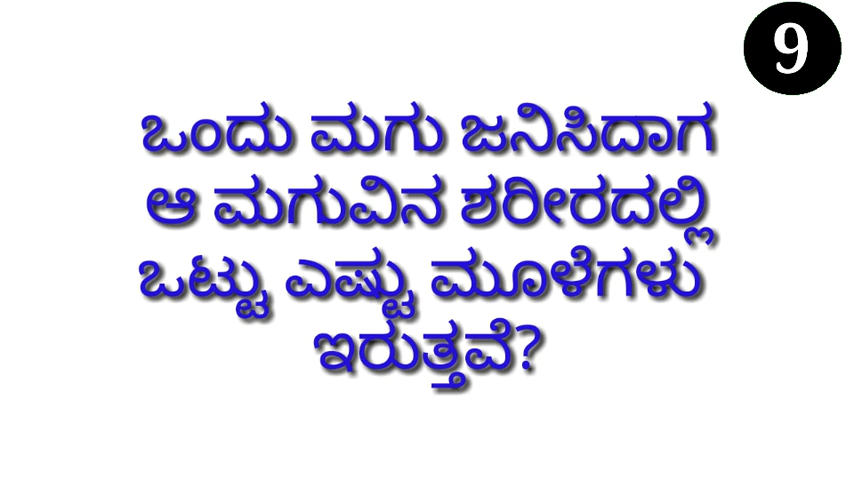 9
ಒಂದು ಮಗು ಜನಿಸಿದಾಗ
ಆ ಮಗುವಿನ ಶರೀರದಲ್ಲಿ
ಒಟ್ಟು ಎಷ್ಟು ಮೂಳೆಗಳು
ಇರುತ್ತವೆ?